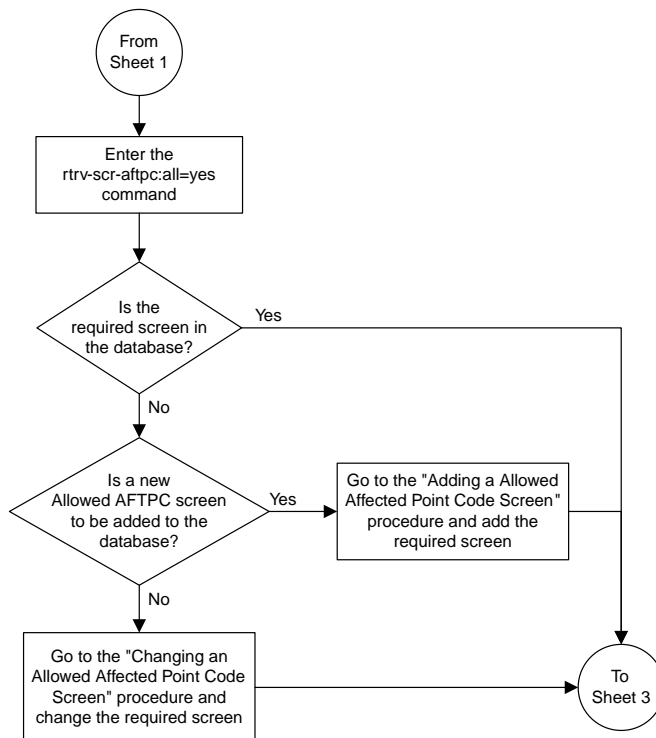 From
Sheet 1
Enter the
rtrv-scr-aftpc:all=yes
command
Is the
required screen in
the database?
Yes
No
Is a new
Allowed AFTPC screen
to be added to the
database?
Yes
Go to the "Adding a Allowed
Affected Point Code Screen"
procedure and add the
required screen
No
Go to the "Changing an
Allowed Affected Point Code
Screen" procedure and
change the required screen
To
Sheet 3